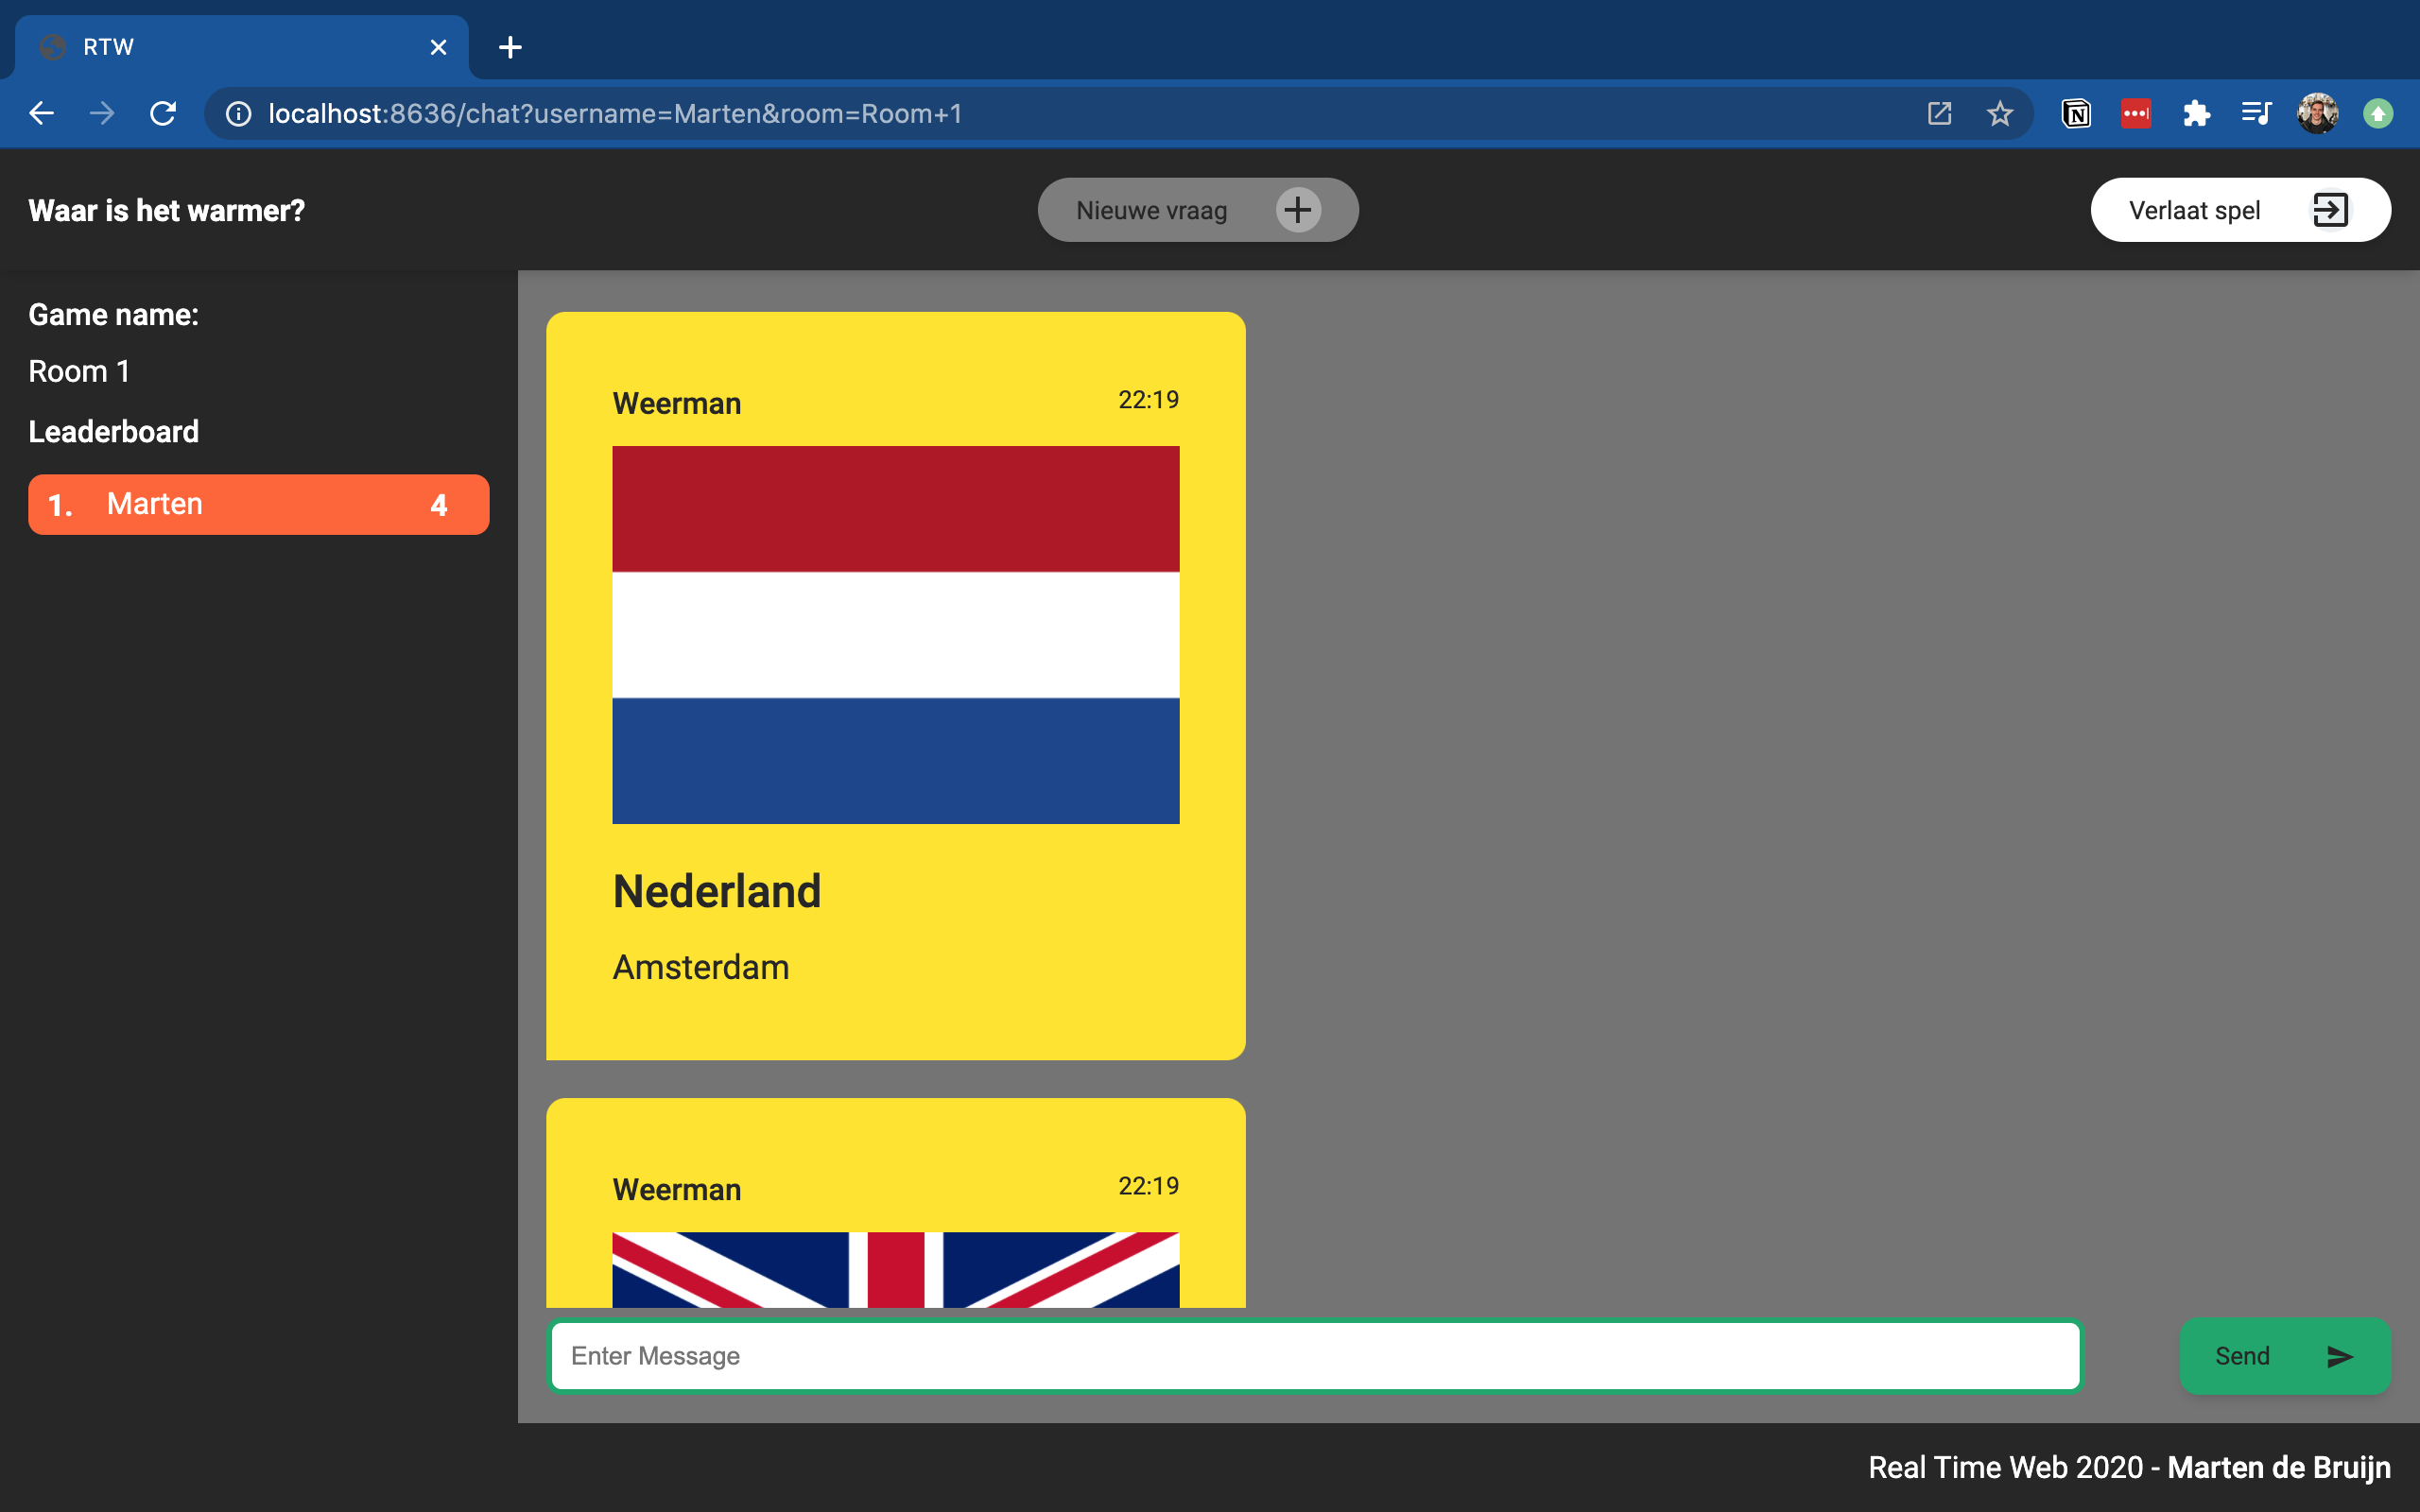 RTW
localhost:8636/chat?username=Marten&room=Room+1
Waar is het warmer?
Nieuwe vraag
Verlaat spel
Game name:
Room 1
Leaderboard
1. Marten 4
Weerman 22:19
Nederland
Amsterdam
Weerman 22:19
Enter Message
Send
Real Time Web 2020 - Marten de Bruijn